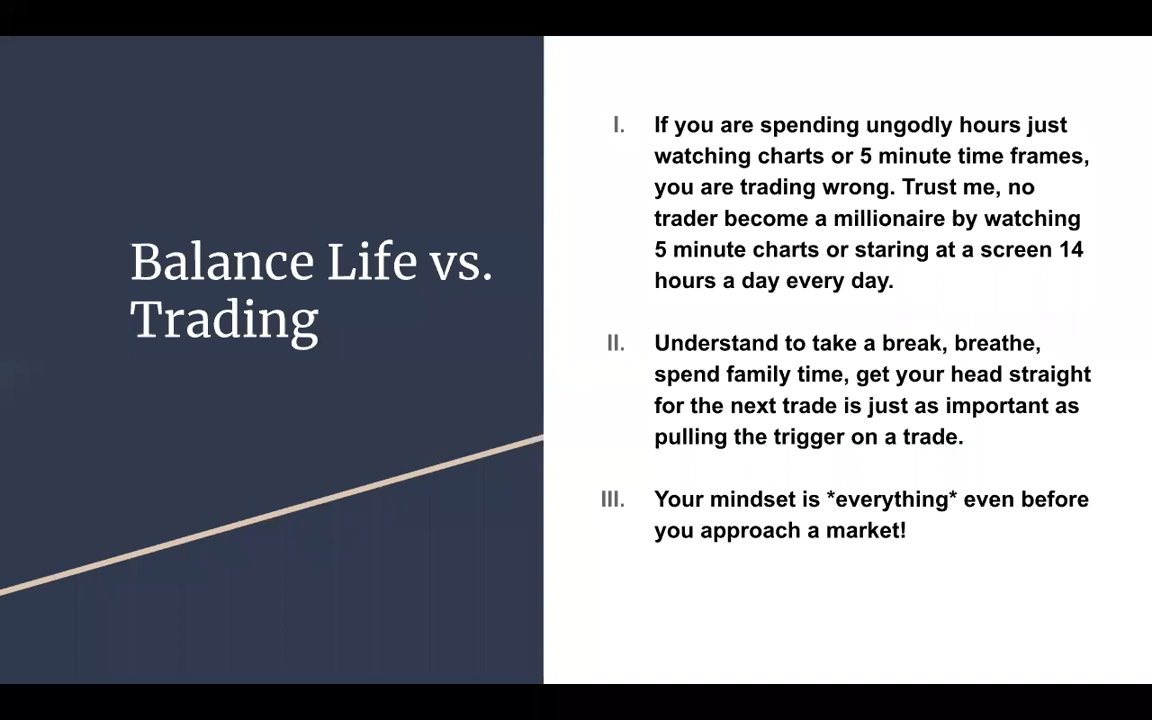 Balance Life vs.
Trading
I. If you are spending ungodly hours just
watching charts or 5 minute time frames,
you are trading wrong. Trust me, no
trader become a millionaire by watching
5 minute charts or staring at a screen 14
hours a day every day.
II. Understand to take a break, breathe,
spend family time, get your head straight
for the next trade is just as important as
pulling the trigger on a trade.
III. Your mindset is *everything* even before
you approach a market!